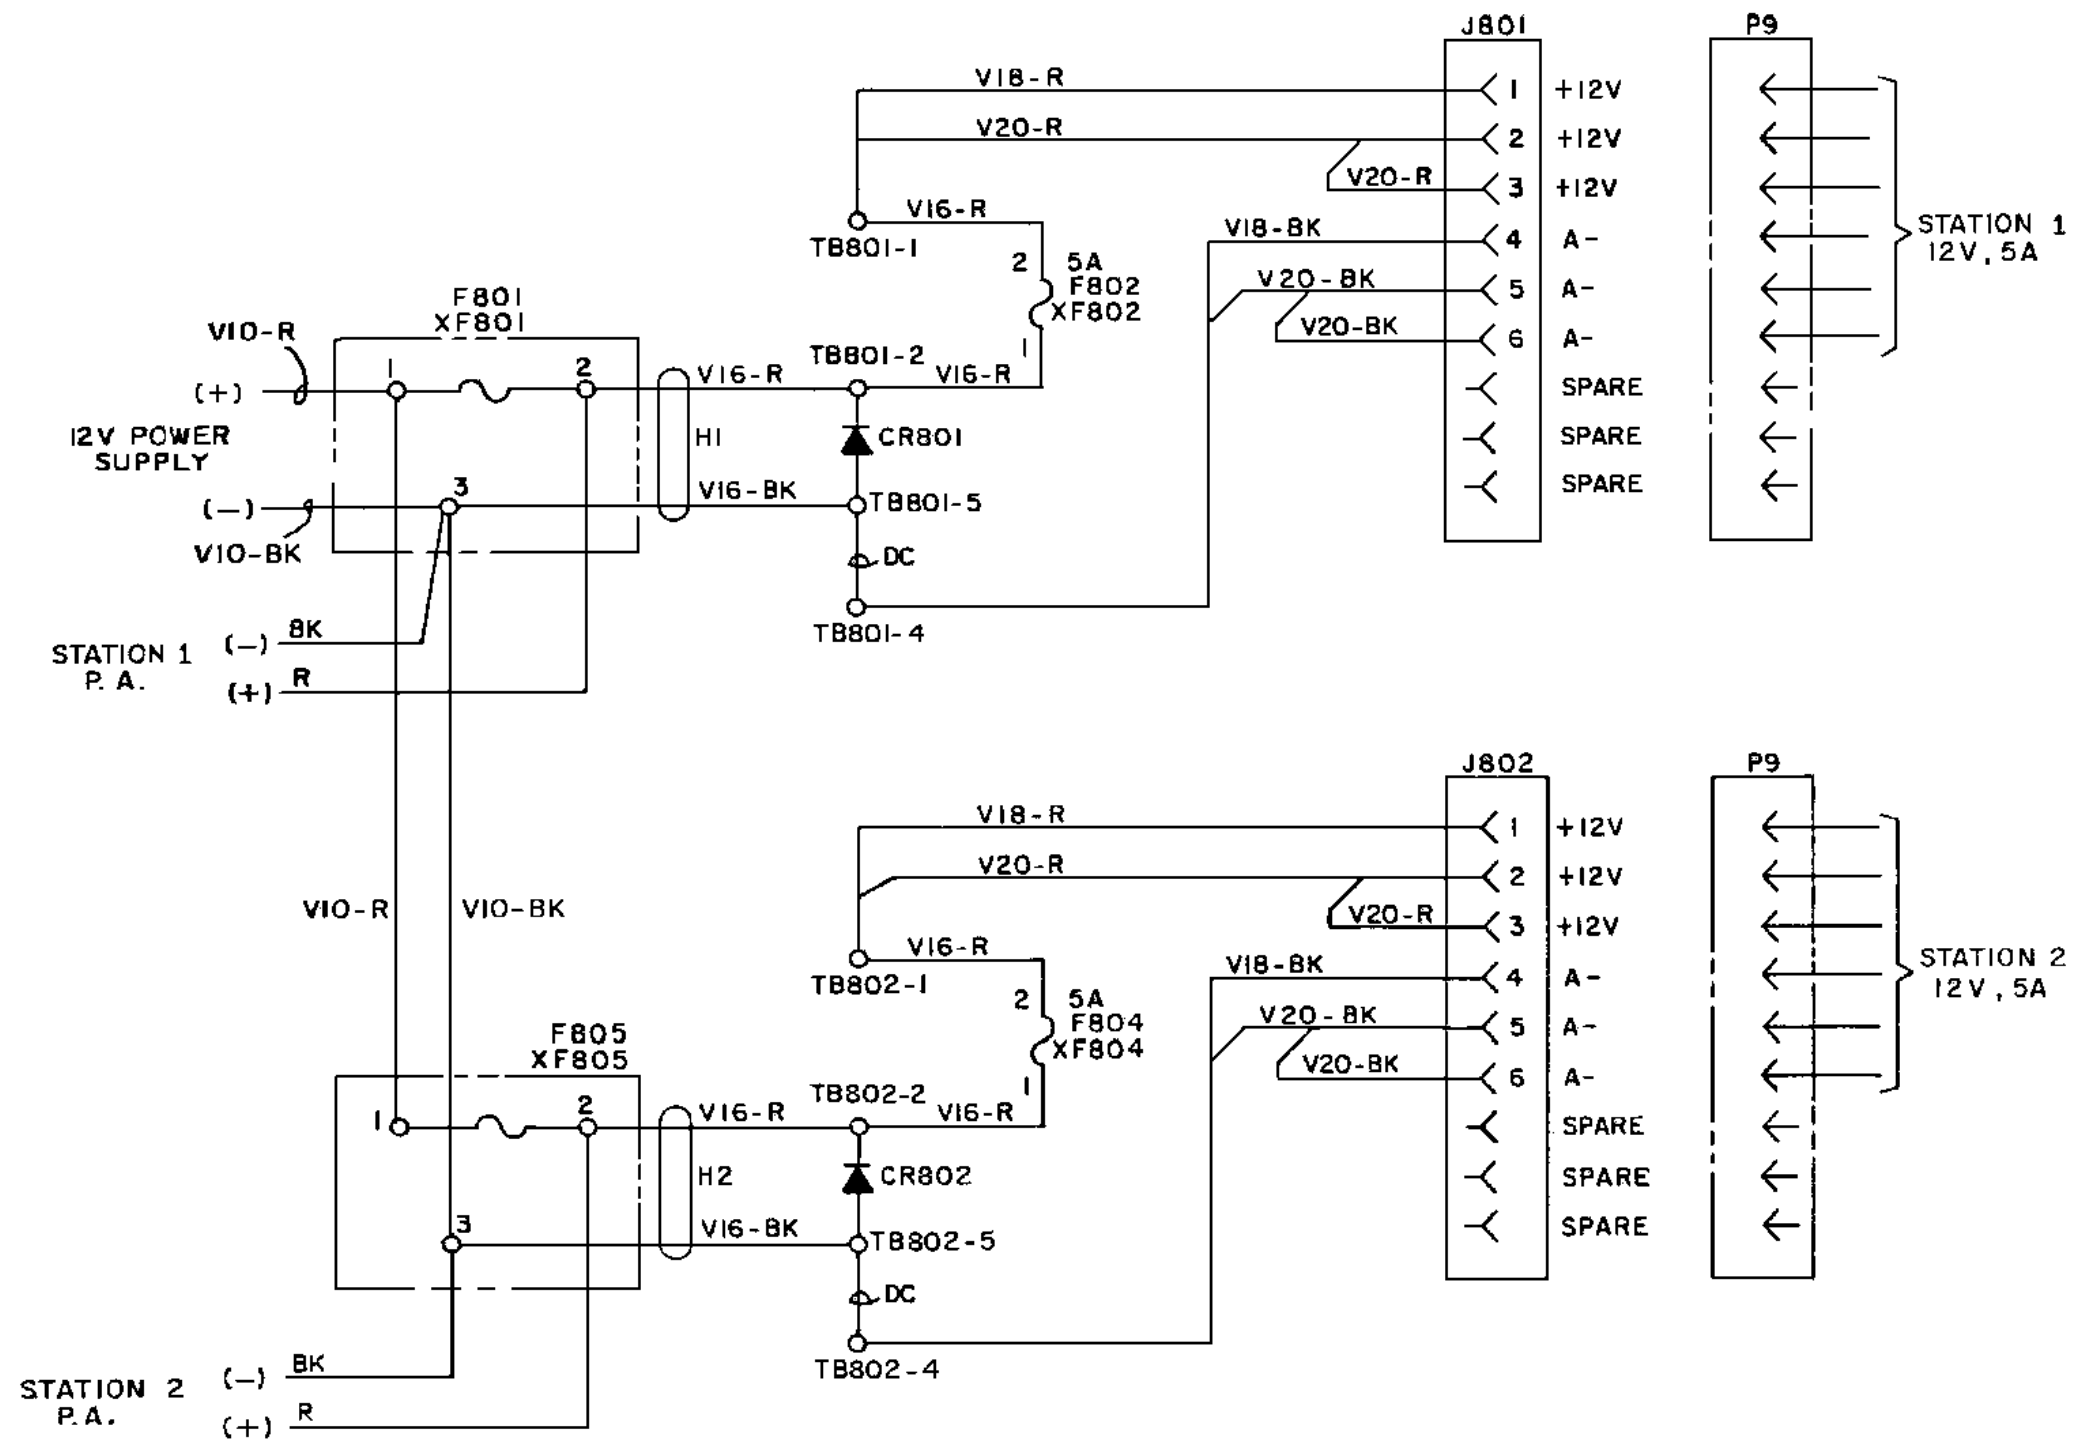 J801
P9
V18-R
1 +12V
V20-R
2 +12V
V20-R
3 +12V
V16-R
TB801-1
V18-BK
4 A-
STATION 1
12V, 5A
2
5A
F802
XF802
V20-BK
5 A-
V20-BK
6 A-
1
F801
XF801
V10-R
TB801-2
1
2
V16-R
V16-R
(+)
SPARE
12V POWER
SUPPLY
H1
CR801
SPARE
3
V16-BK
TB801-5
SPARE
(-)
V10-BK
DC
STATION 1
P.A.
(-) BK
(+) R
TB801-4
J802
P9
V18-R
1 +12V
V20-R
2 +12V
V20-R
3 +12V
V10-R
V10-BK
V16-R
TB802-1
V18-BK
4 A-
STATION 2
12V, 5A
2
5A
F804
XF804
V20-BK
5 A-
V20-BK
6 A-
1
F805
XF805
TB802-2
1
2
V16-R
V16-R
SPARE
H2
CR802
SPARE
3
V16-BK
TB802-5
SPARE
DC
TB802-4
STATION 2
P.A.
(-) BK
(+) R